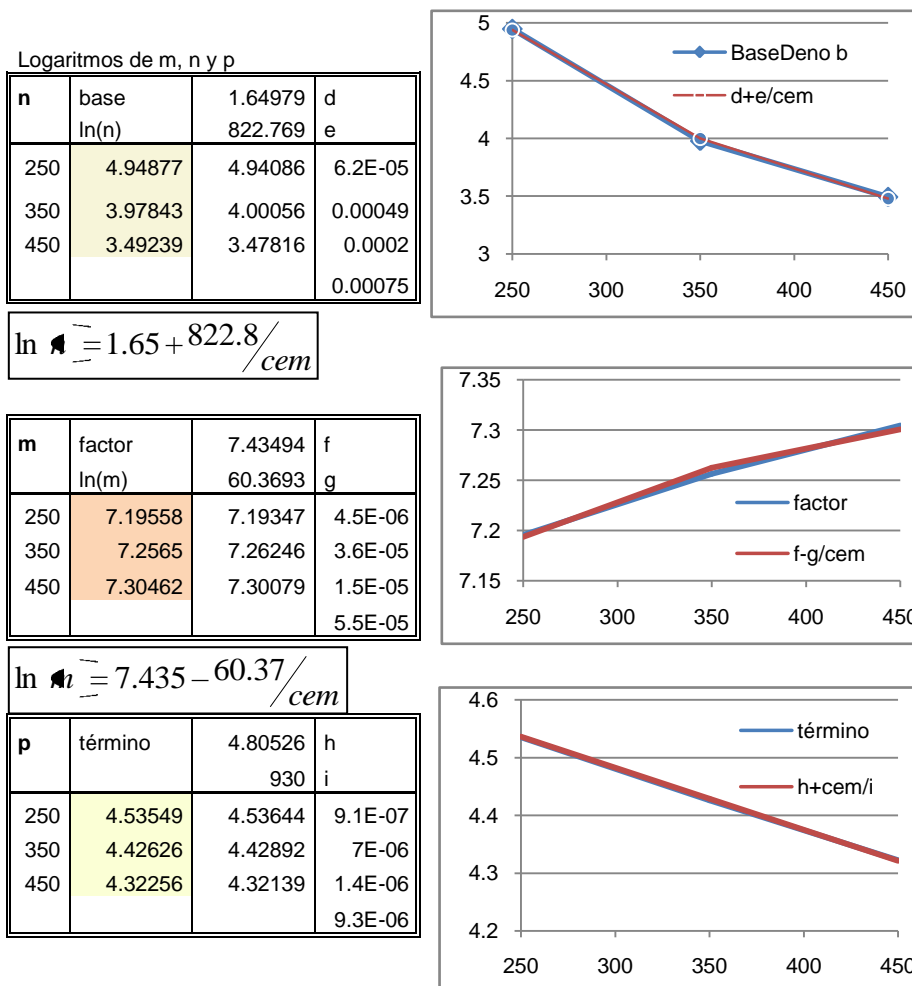 Logaritmos de m, n y p
n base 1.64979 d
ln(n) 822.769 e
250 4.94877 4.94086 6.2E-05
350 3.97843 4.00056 0.00049
450 3.49239 3.47816 0.0002
0.00075
ln = 1.65 + 822.8/cem
5
4.5
4
3.5
3
250 300 350 400 450
BaseDeno b
d+e/cem
m factor 7.43494 f
ln(m) 60.3693 g
250 7.19558 7.19347 4.5E-06
350 7.2565 7.26246 3.6E-05
450 7.30462 7.30079 1.5E-05
5.5E-05
ln m = 7.435 – 60.37/cem
7.35
7.3
7.25
7.2
7.15
250 300 350 400 450
factor
f-g/cem
p término 4.80526 h
930 i
250 4.53549 4.53644 9.1E-07
350 4.42626 4.42892 7E-06
450 4.32256 4.32139 1.4E-06
9.3E-06
4.6
4.5
4.4
4.3
4.2
250 300 350 400 450
término
h+cem/i